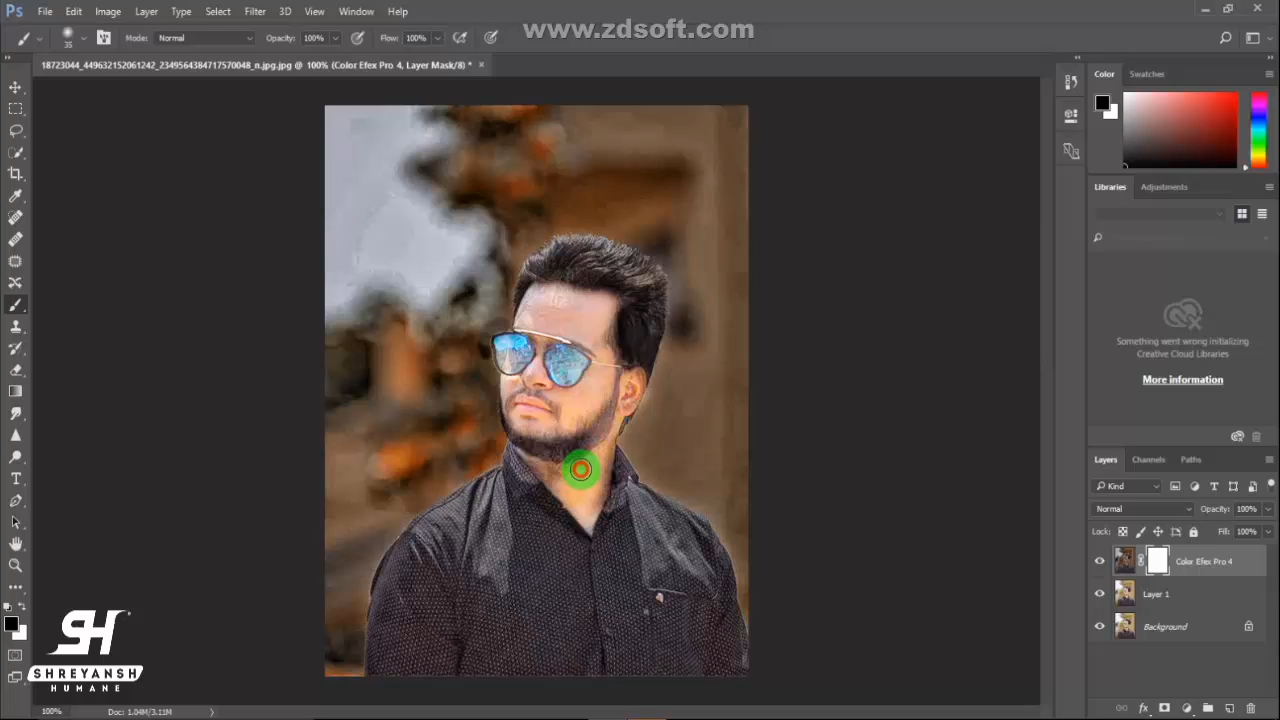 Ps File Edit Image Layer Type Select Filter 3D View Window Help
www.zdsoft.com
35 Mode: Normal Opacity: 100% Flow: 100%
18723044_449632152061242_2349564384717570048_n.jpg.jpg @ 100% (Color Efex Pro 4, Layer Mask/8) * ×
Color Swatches
Libraries Adjustments
Something went wrong initializing
Creative Cloud Libraries
More information
Layers Channels Paths
Kind
Normal Opacity: 100%
Lock: Fill: 100%
Color Efex Pro 4
Layer 1
Background
SH
SHREYANSH
HUMANE
100% Doc: 1.04M/3.11M